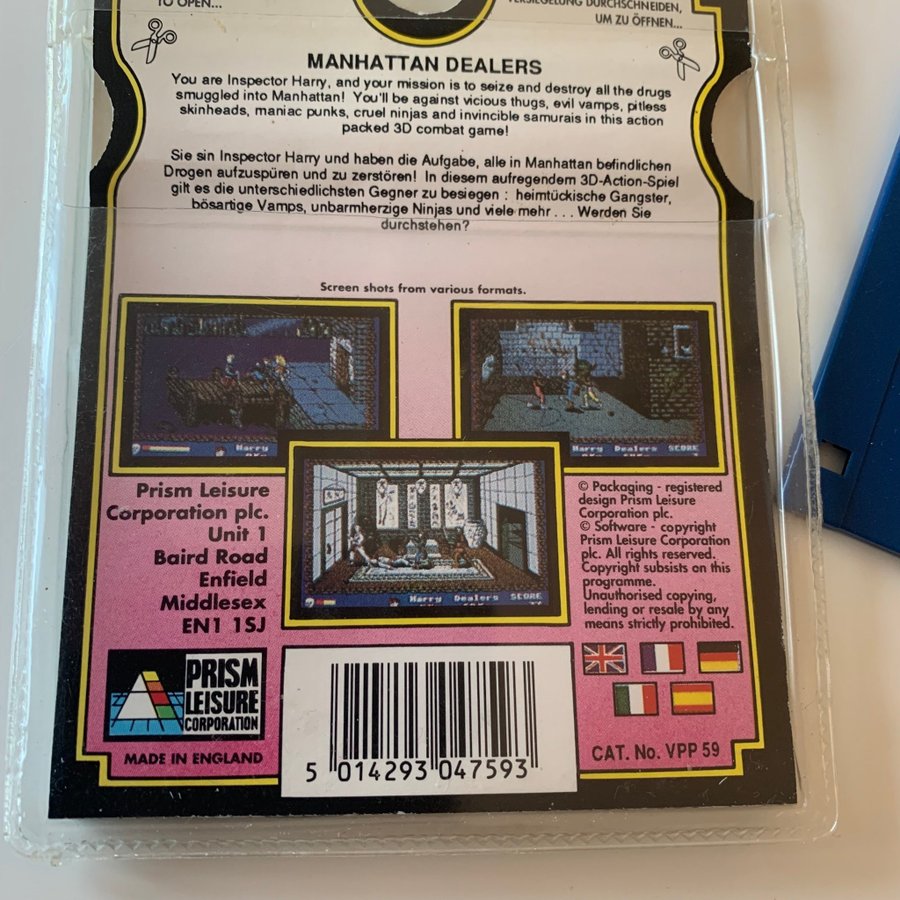 TO OPEN...
VERSIEGELUNG DURCHSCHNEIDEN,
UM ZU ÖFFNEN...
MANHATTAN DEALERS
You are Inspector Harry, and your mission is to seize and destroy all the drugs
smuggled into Manhattan! You'll be against vicious thugs, evil vamps, pitless
skinheads, maniac punks, cruel ninjas and invincible samurais in this action
packed 3D combat game!
Sie sin Inspector Harry und haben die Aufgabe, alle in Manhattan befindlichen
Drogen aufzuspüren und zu zerstören! In diesem aufregendem 3D-Action-Spiel
gilt es die unterschiedlichsten Gegner zu besiegen : heimtückische Gangster,
bösartige Vamps, unbarmherzige Ninjas und viele mehr . . . Werden Sie
durchstehen?
Screen shots from various formats.
Harry
Harry Dealers SCORE
Harry Dealers SCORE
Prism Leisure
Corporation plc.
Unit 1
Baird Road
Enfield
Middlesex
EN1 1SJ
© Packaging - registered
design Prism Leisure
Corporation plc.
© Software - copyright
Prism Leisure Corporation
plc. All rights reserved.
Copyright subsists on this
programme.
Unauthorised copying,
lending or resale by any
means strictly prohibited.
PRISM
LEISURE
CORPORATION
MADE IN ENGLAND
5 014293 047593
CAT. No. VPP 59